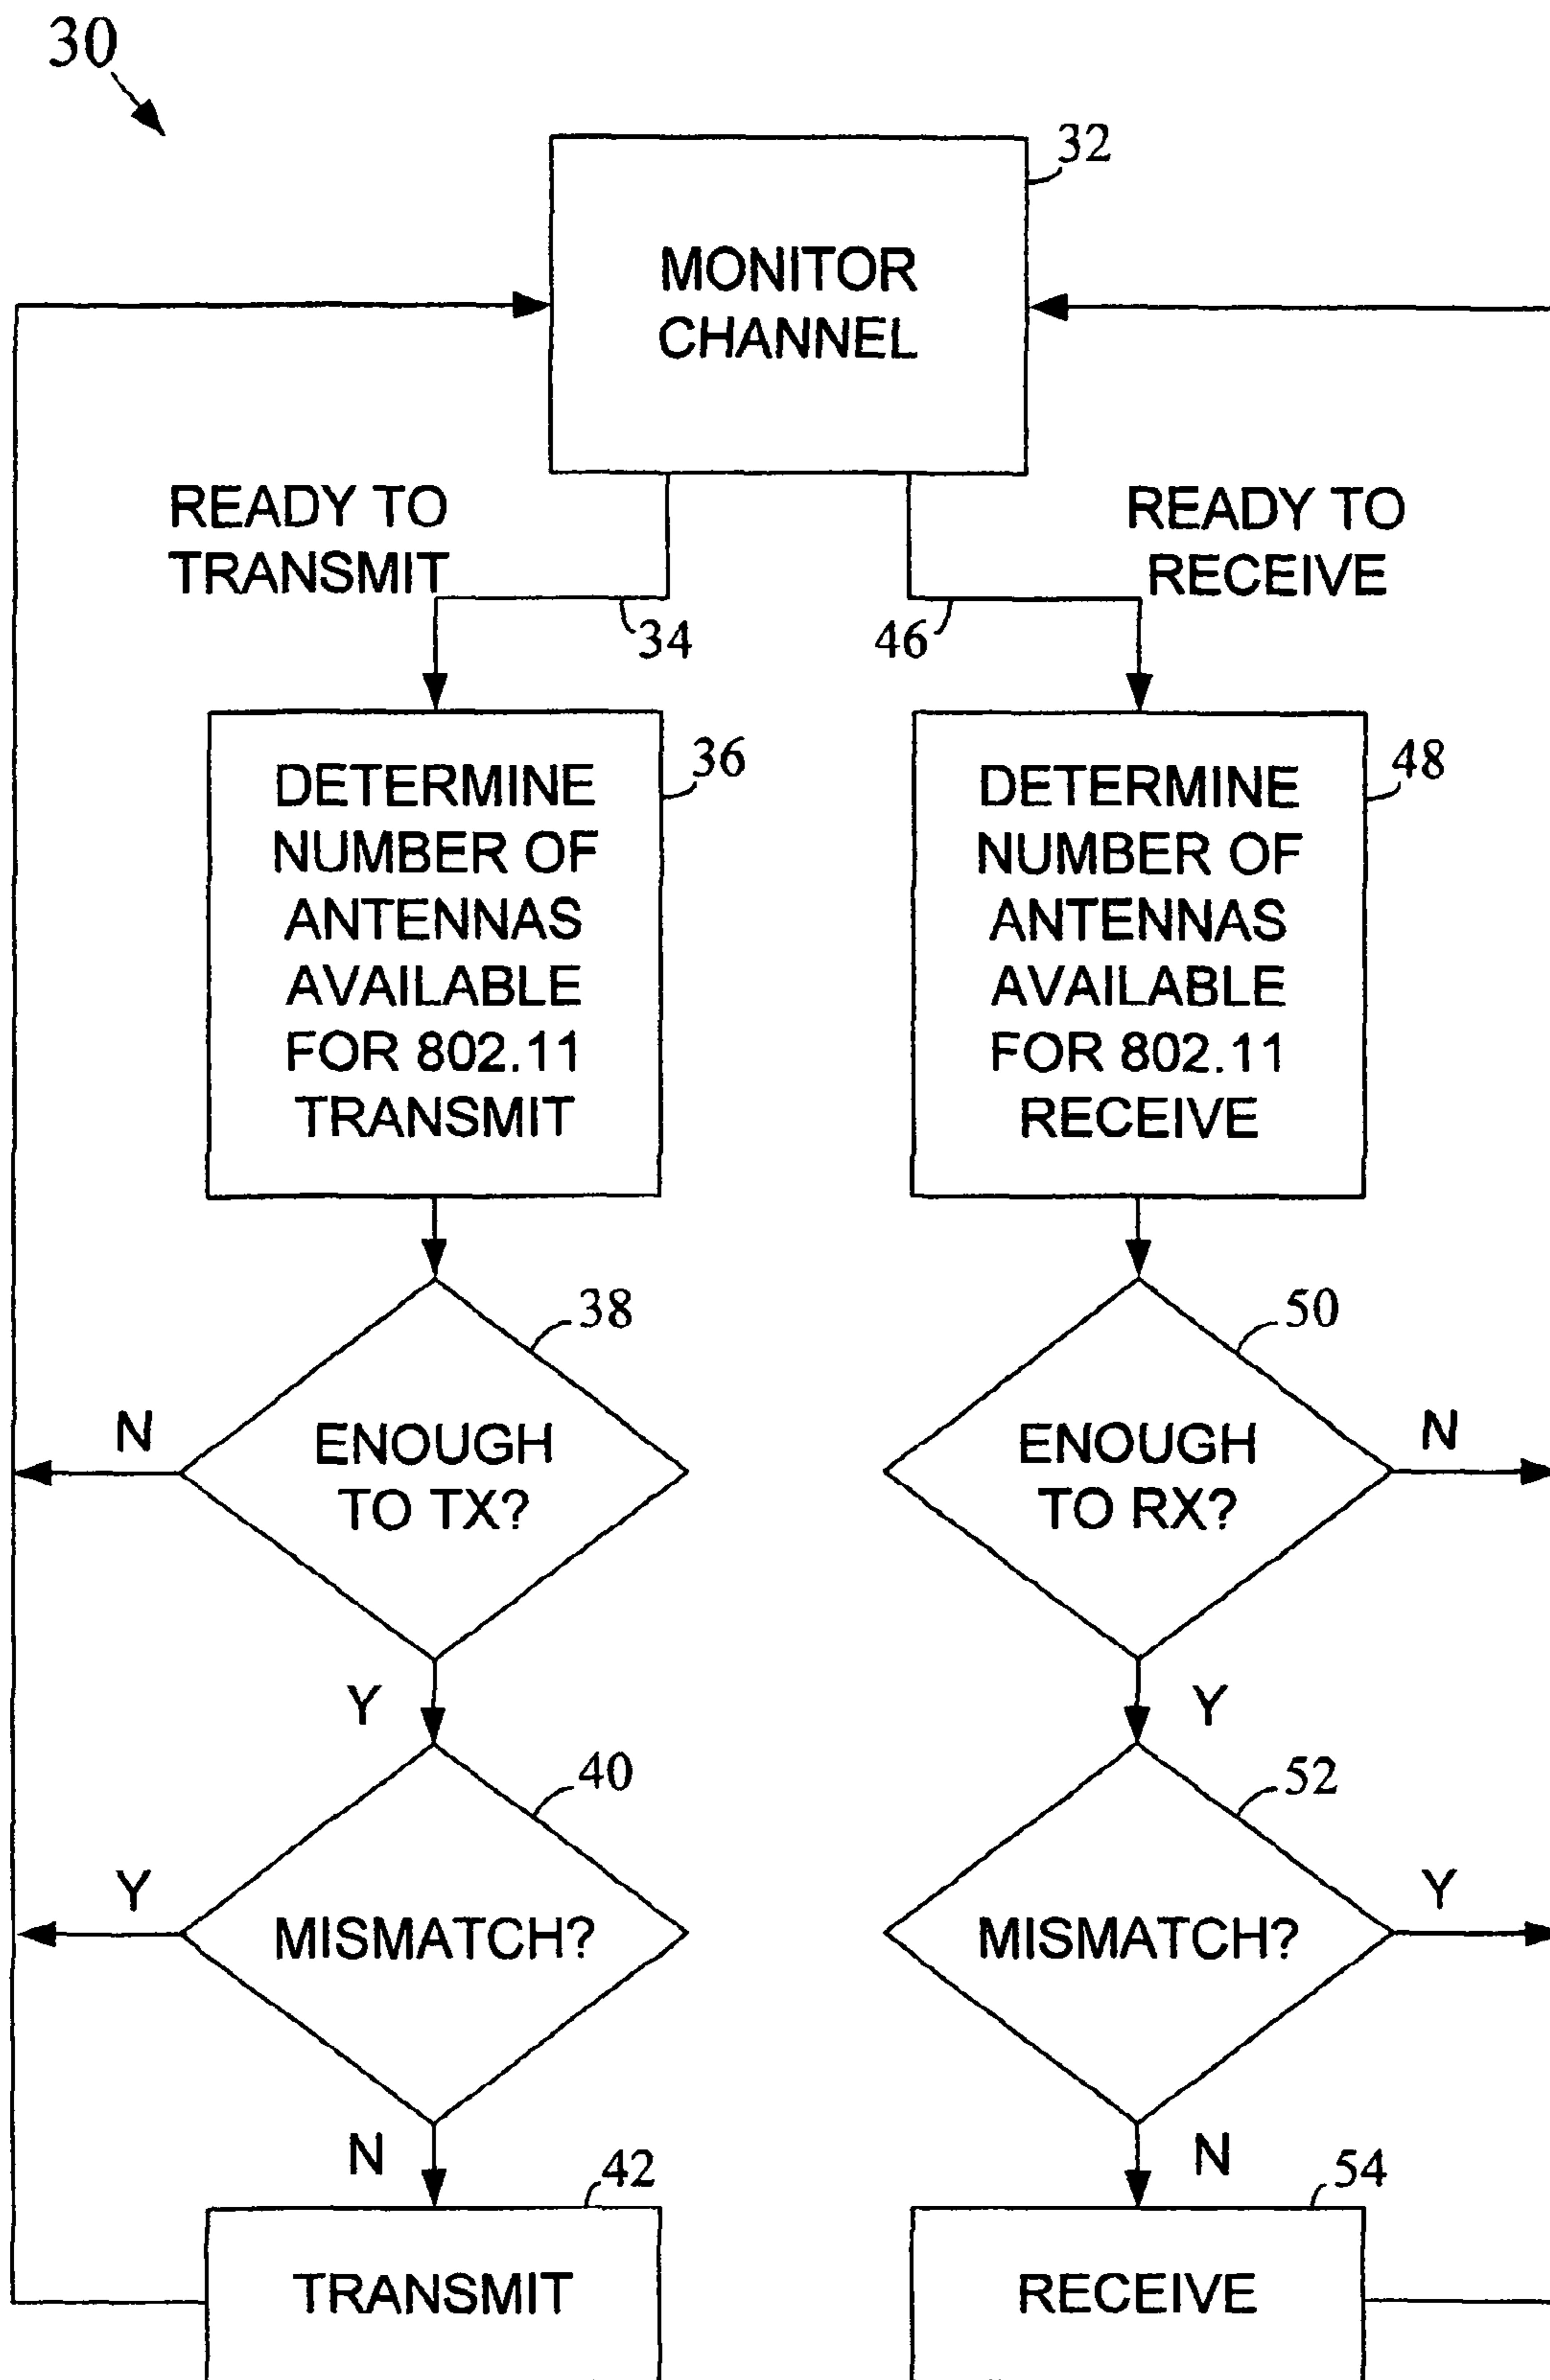 30
32
MONITOR
CHANNEL
READY TO
TRANSMIT
READY TO
RECEIVE
34
46
36
DETERMINE
NUMBER OF
ANTENNAS
AVAILABLE
FOR 802.11
TRANSMIT
48
DETERMINE
NUMBER OF
ANTENNAS
AVAILABLE
FOR 802.11
RECEIVE
38
ENOUGH
TO TX?
N
50
ENOUGH
TO RX?
N
Y
Y
40
MISMATCH?
Y
52
MISMATCH?
Y
N
N
42
TRANSMIT
54
RECEIVE